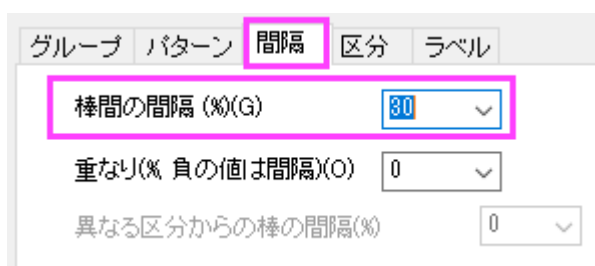 グループ パターン 間隔 区分 ラベル
棒間の間隔 (%)(G) 30
重なり(%, 負の値は間隔)(O) 0
異なる区分からの棒の間隔(%) 0